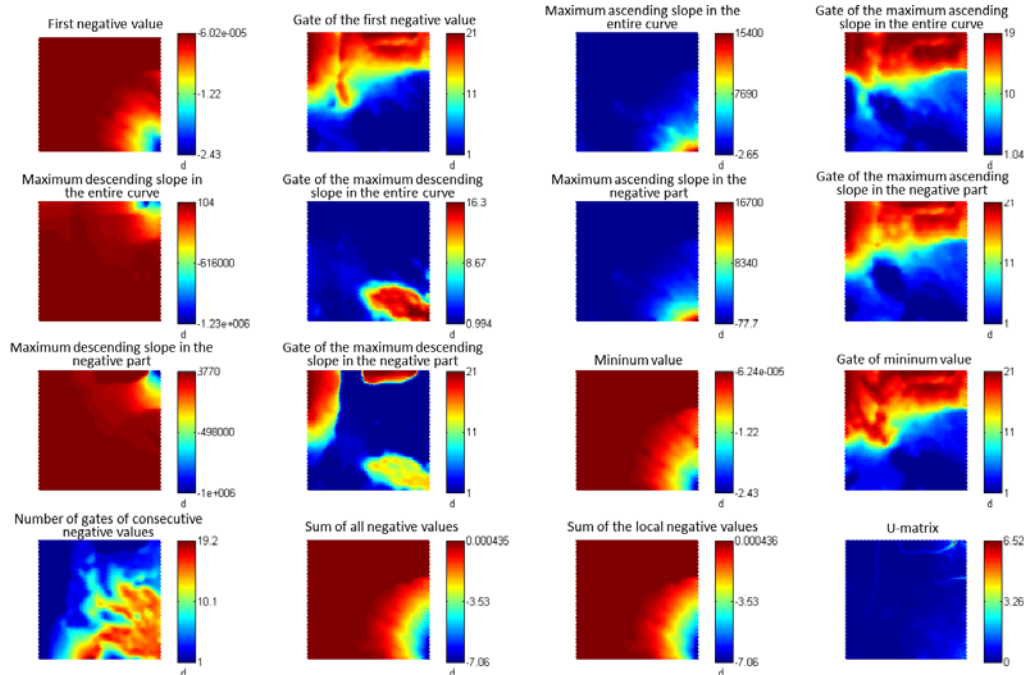 First negative value
-6.02e-005
-1.22
-2.43
d
Gate of the first negative value
21
11
1
Maximum ascending slope in the
entire curve
15400
7690
-2.65
Gate of the maximum ascending
slope in the entire curve
19
10
1.04
d
Maximum descending slope in
the entire curve
104
-616000
-1.23e+006
d
Gate of the maximum descending
slope in the entire curve
16.3
8.67
0.994
d
Maximum ascending slope in the
negative part
16700
8340
-77.7
d
Gate of the maximum ascending
slope in the negative part
21
11
1
d
Maximum descending slope in the
negative part
3770
-498000
-1e+006
d
Gate of the maximum descending
slope in the negative part
21
11
1
d
Mininum value
-6.24e-005
-1.22
-2.43
d
Gate of mininum value
21
11
1
d
Number of gates of consecutive
negative values
19.2
10.1
1
d
Sum of all negative values
0.000435
-3.53
-7.06
d
Sum of the local negative values
0.000436
-3.53
-7.06
d
U-matrix
6.52
3.26
0